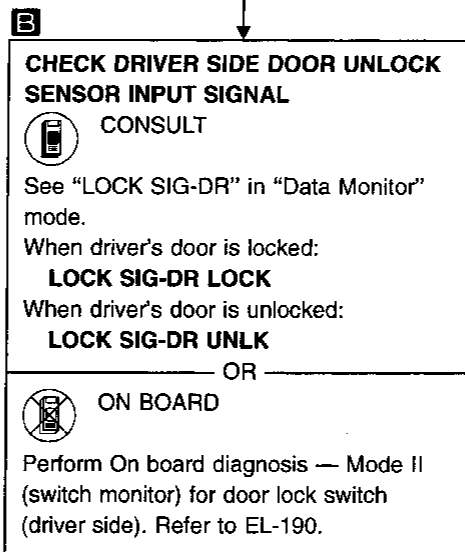 B
CHECK DRIVER SIDE DOOR UNLOCK
SENSOR INPUT SIGNAL
CONSULT
See “LOCK SIG-DR” in “Data Monitor”
mode.
When driver's door is locked:
LOCK SIG-DR LOCK
When driver's door is unlocked:
LOCK SIG-DR UNLK
OR
ON BOARD
Perform On board diagnosis — Mode II
(switch monitor) for door lock switch
(driver side). Refer to EL-190.